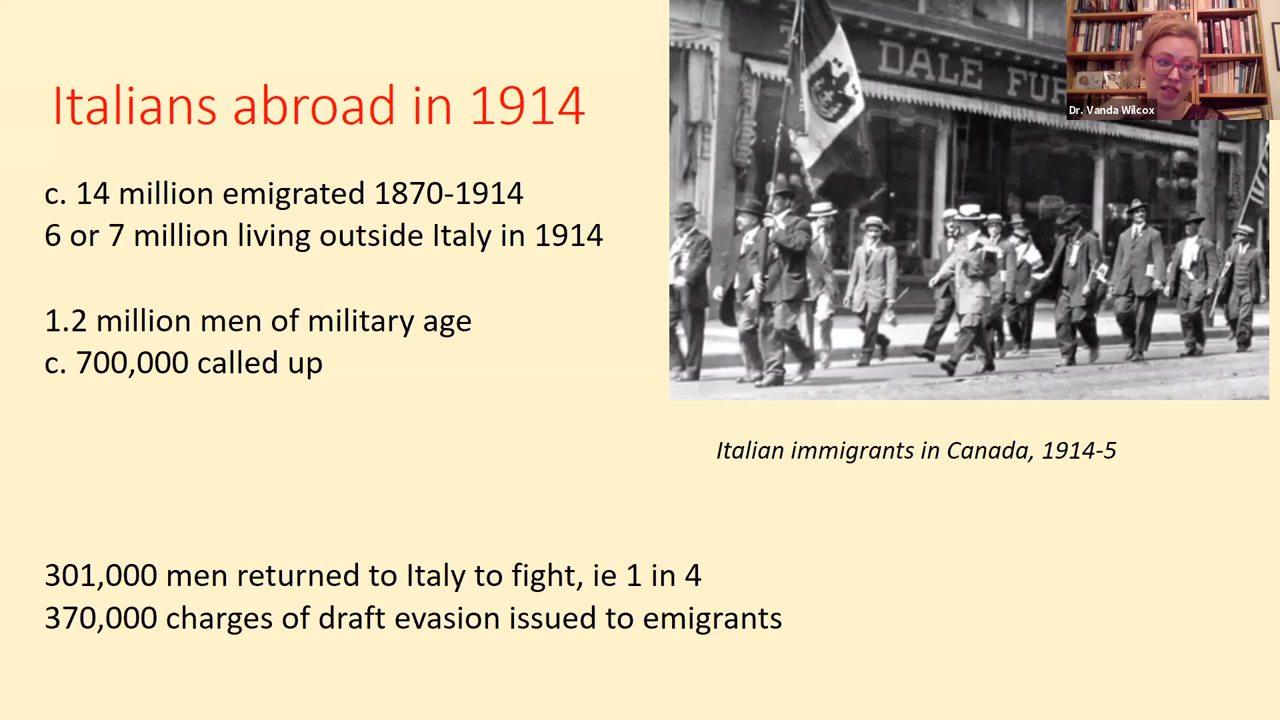 Italians abroad in 1914
c. 14 million emigrated 1870-1914
6 or 7 million living outside Italy in 1914
1.2 million men of military age
c. 700,000 called up
DALE FUR
Dr. Vanda Wilcox
Italian immigrants in Canada, 1914-5
301,000 men returned to Italy to fight, ie 1 in 4
370,000 charges of draft evasion issued to emigrants